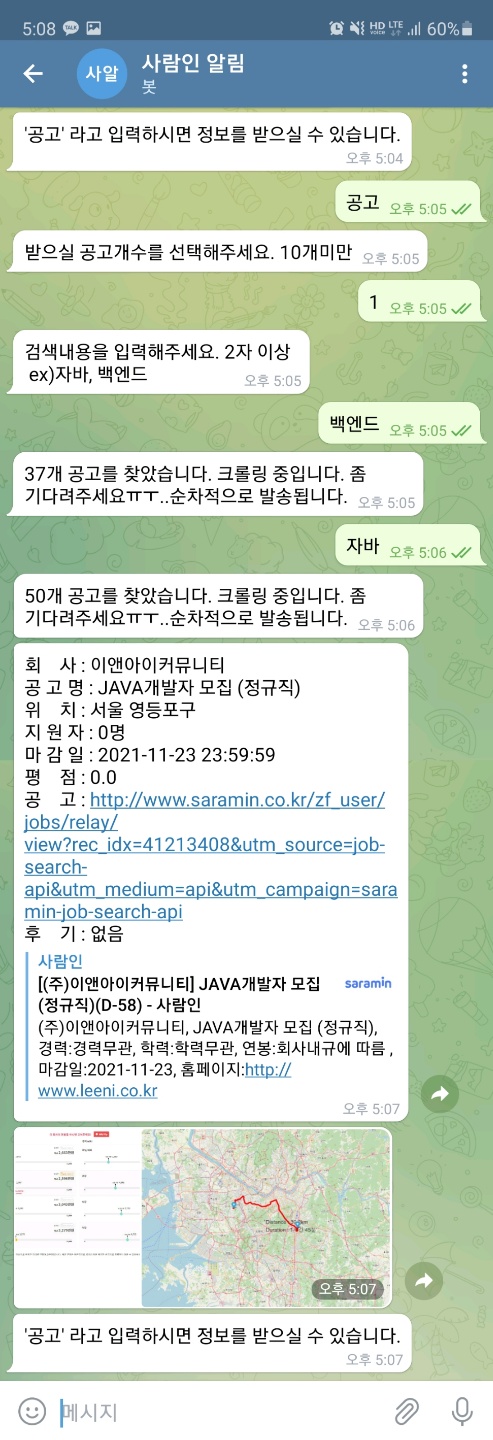 5:08 TALK HD VOICE LTE 60%
사알 사람인 알림
봇
'공고' 라고 입력하시면 정보를 받으실 수 있습니다.
오후 5:04
공고 오후 5:05
받으실 공고개수를 선택해주세요. 10개미만 오후 5:05
1 오후 5:05
검색내용을 입력해주세요. 2자 이상
ex)자바, 백엔드 오후 5:05
백엔드 오후 5:05
37개 공고를 찾았습니다. 크롤링 중입니다. 좀
기다려주세요ㅠㅜ..순차적으로 발송됩니다. 오후 5:05
자바 오후 5:06
50개 공고를 찾았습니다. 크롤링 중입니다. 좀
기다려주세요ㅠㅜ..순차적으로 발송됩니다. 오후 5:06
회 사 : 이앤아이커뮤니티
공 고 명 : JAVA개발자 모집 (정규직)
위 치 : 서울 영등포구
지 원 자 : 0명
마 감 일 : 2021-11-23 23:59:59
평 점 : 0.0
공 고 : http://www.saramin.co.kr/zf_user/
jobs/relay/
view?rec_idx=41213408&utm_source=job-
search-
api&utm_medium=api&utm_campaign=sara
min-job-search-api
후 기 : 없음
사람인
[(주)이앤아이커뮤니티] JAVA개발자 모집 saramin
(정규직)(D-58) - 사람인
(주)이앤아이커뮤니티, JAVA개발자 모집 (정규직),
경력:경력무관, 학력:학력무관, 연봉:회사내규에 따름 ,
마감일:2021-11-23, 홈페이지:http://
www.leeni.co.kr
오후 5:07
오후 5:07
'공고' 라고 입력하시면 정보를 받으실 수 있습니다.
오후 5:07
메시지